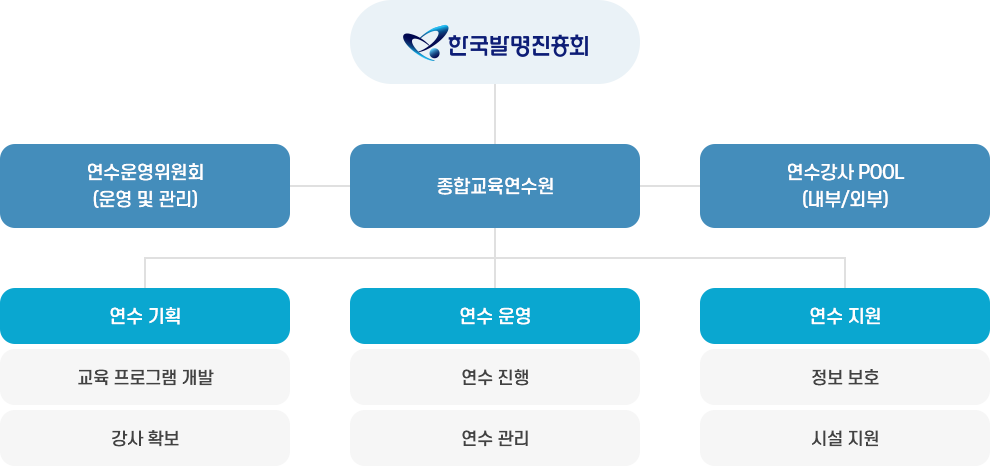 한국발명진흥회
연수운영위원회
(운영 및 관리)
종합교육연수원
연수강사 POOL
(내부/외부)
연수 기획
연수 운영
연수 지원
교육 프로그램 개발
연수 진행
정보 보호
강사 확보
연수 관리
시설 지원